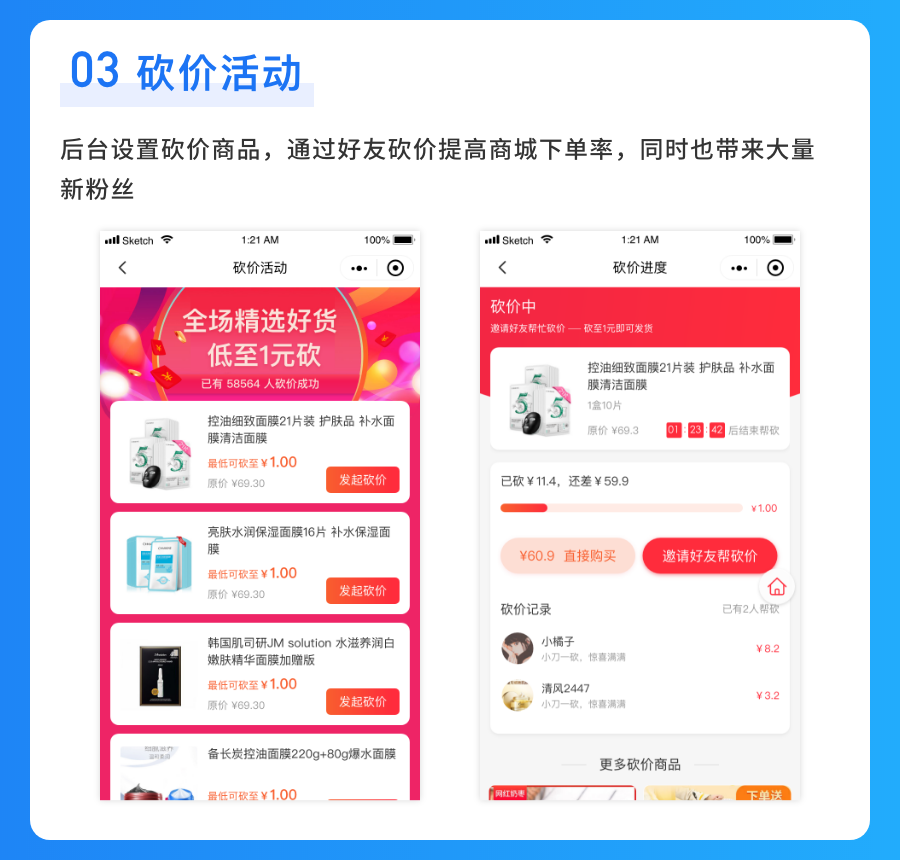 03 砍价活动
后台设置砍价商品，通过好友砍价提高商城下单率，同时也带来大量
新粉丝
Sketch 1:21 AM 100%
砍价活动
全场精选好货
低至1元砍
已有 58564 人砍价成功
控油细致面膜21片装 护肤品 补水面
膜清洁面膜
最低可砍至 ¥ 1.00
原价 ¥69.30
发起砍价
亮肤水润保湿面膜16片 补水保湿面
膜
最低可砍至 ¥ 1.00
原价 ¥69.30
发起砍价
韩国肌司研JM solution 水滋养润白
嫩肤精华面膜加赠版
最低可砍至 ¥ 1.00
原价 ¥69.30
发起砍价
备长炭控油面膜220g+80g爆水面膜
最低可砍至 ¥ 1.00
Sketch 1:21 AM 100%
砍价进度
砍价中
邀请好友帮忙砍价 — 砍至1元即可发货
控油细致面膜21片装 护肤品 补水面
膜清洁面膜
1盒10片
原价 ¥69.3
01 : 23 : 42 后结束帮砍
已砍 ¥ 11.4，还差 ¥ 59.9
¥ 1.00
¥60.9 直接购买
邀请好友帮砍价
砍价记录
已有2人帮砍
小橘子
小刀一砍，惊喜满满
¥ 8.2
清风2447
小刀一砍，惊喜满满
¥ 3.2
更多砍价商品
网红奶枣
下单送